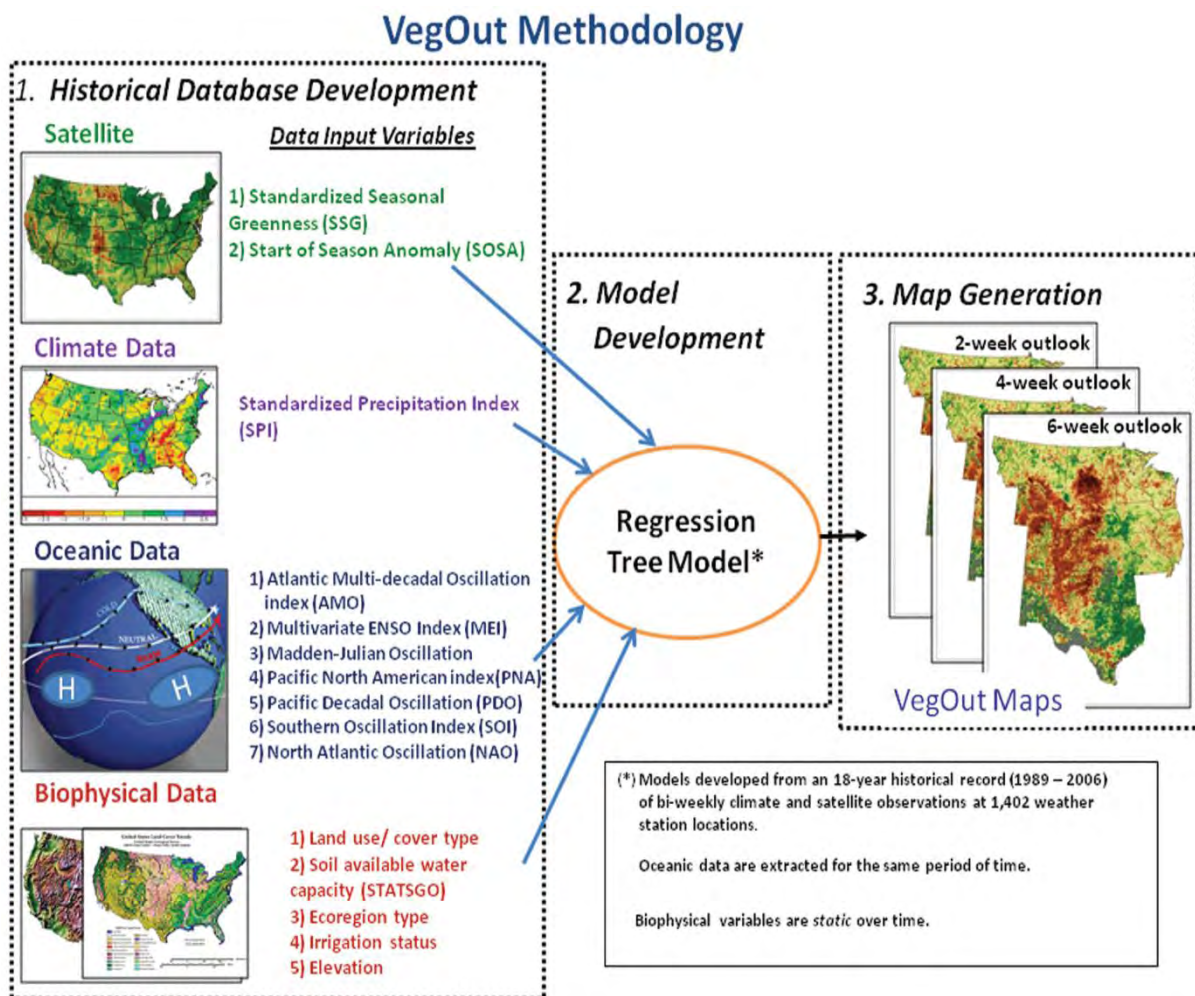 VegOut Methodology
1. Historical Database Development
Satellite
Data Input Variables
1) Standardized Seasonal
Greenness (SSG)
2) Start of Season Anomaly (SOSA)
Climate Data
Standardized Precipitation Index
(SPI)
Oceanic Data
COLD
NEUTRAL
H
H
1) Atlantic Multi-decadal Oscillation
index (AMO)
2) Multivariate ENSO Index (MEI)
3) Madden-Julian Oscillation
4) Pacific North American index(PNA)
5) Pacific Decadal Oscillation (PDO)
6) Southern Oscillation Index (SOI)
7) North Atlantic Oscillation (NAO)
Biophysical Data
United States Land Cover Trends
1) Land use/ cover type
2) Soil available water
capacity (STATSGO)
3) Ecoregion type
4) Irrigation status
5) Elevation
2. Model
Development
Regression
Tree Model*
3. Map Generation
2-week outlook
4-week outlook
6-week outlook
VegOut Maps
(*) Models developed from an 18-year historical record (1989 – 2006)
of bi-weekly climate and satellite observations at 1,402 weather
station locations.
Oceanic data are extracted for the same period of time.
Biophysical variables are static over time.